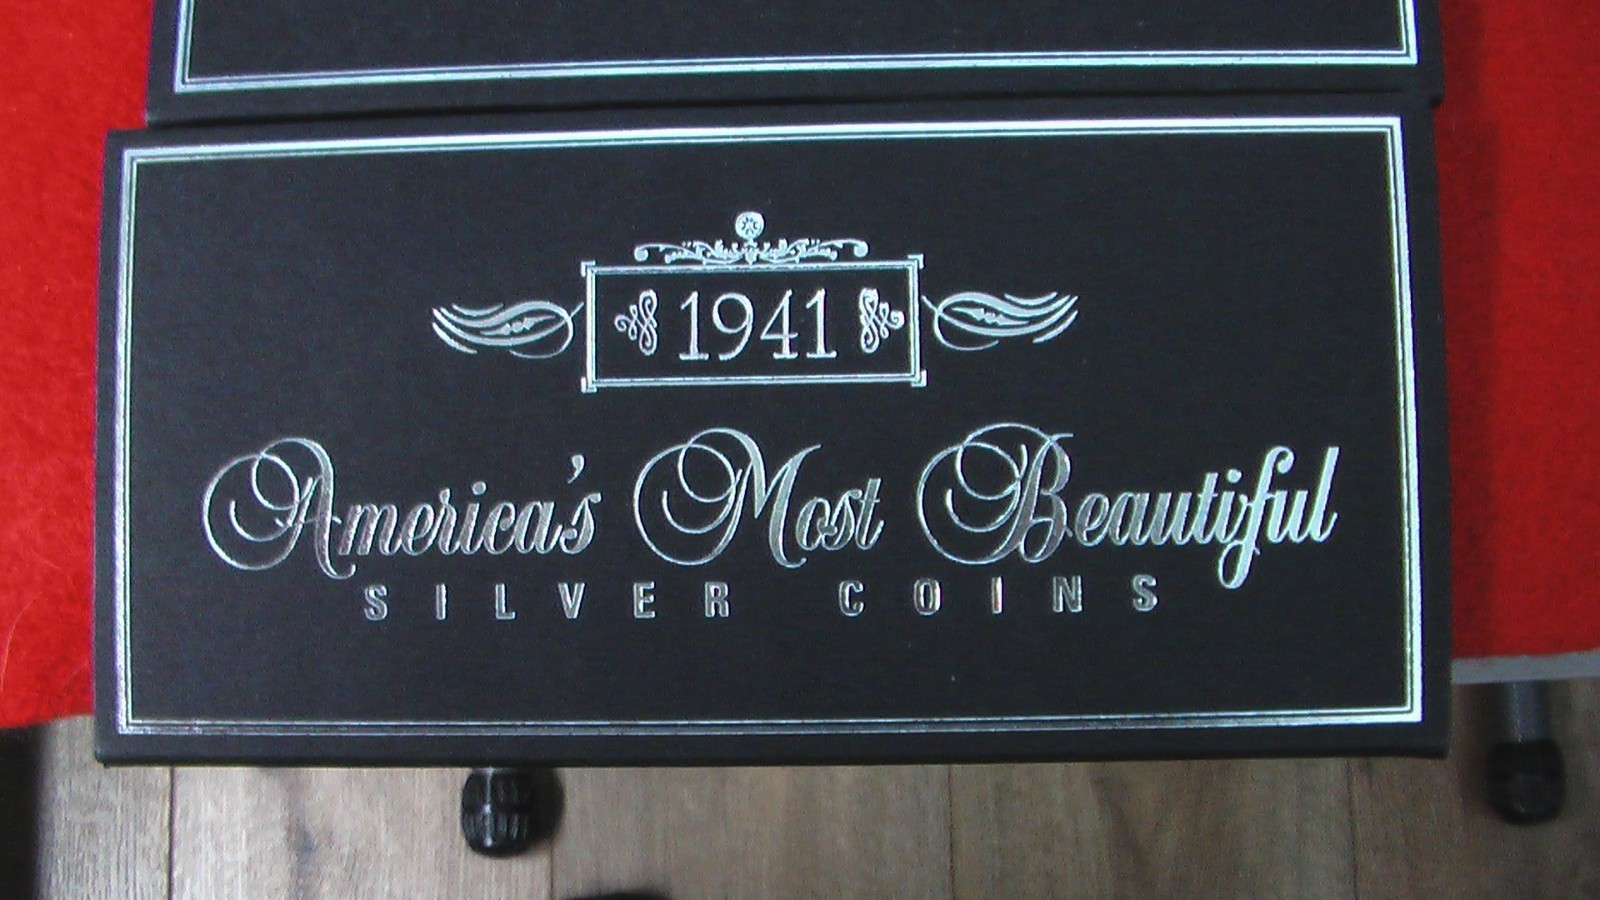 1941
America's Most Beautiful
SILVER COINS